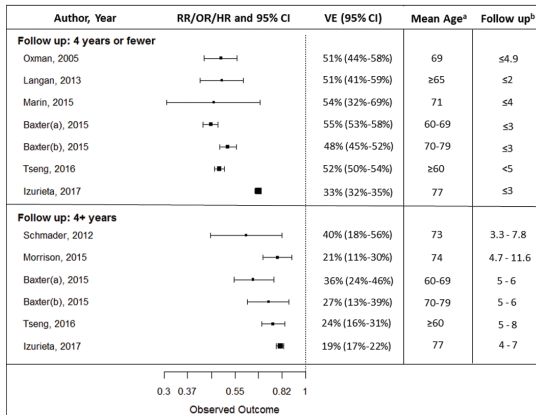 Author, Year RR/OR/HR and 95% CI VE (95% CI) Mean Ageᵃ Follow upᵇ
Follow up: 4 years or fewer
Oxman, 2005 51% (44%-58%) 69 ≤4.9
Langan, 2013 51% (41%-59%) ≥65 ≤2
Marin, 2015 54% (32%-69%) 71 ≤4
Baxter(a), 2015 55% (53%-58%) 60-69 ≤3
Baxter(b), 2015 48% (45%-52%) 70-79 ≤3
Tseng, 2016 52% (50%-54%) ≥60 <5
Izurieta, 2017 33% (32%-35%) 77 ≤3
Follow up: 4+ years
Schmader, 2012 40% (18%-56%) 73 3.3 - 7.8
Morrison, 2015 21% (11%-30%) 74 4.7 - 11.6
Baxter(a), 2015 36% (24%-46%) 60-69 5 - 6
Baxter(b), 2015 27% (13%-39%) 70-79 5 - 6
Tseng, 2016 24% (16%-31%) ≥60 5 - 8
Izurieta, 2017 19% (17%-22%) 77 4 - 7
0.3 0.37 0.55 0.82 1
Observed Outcome